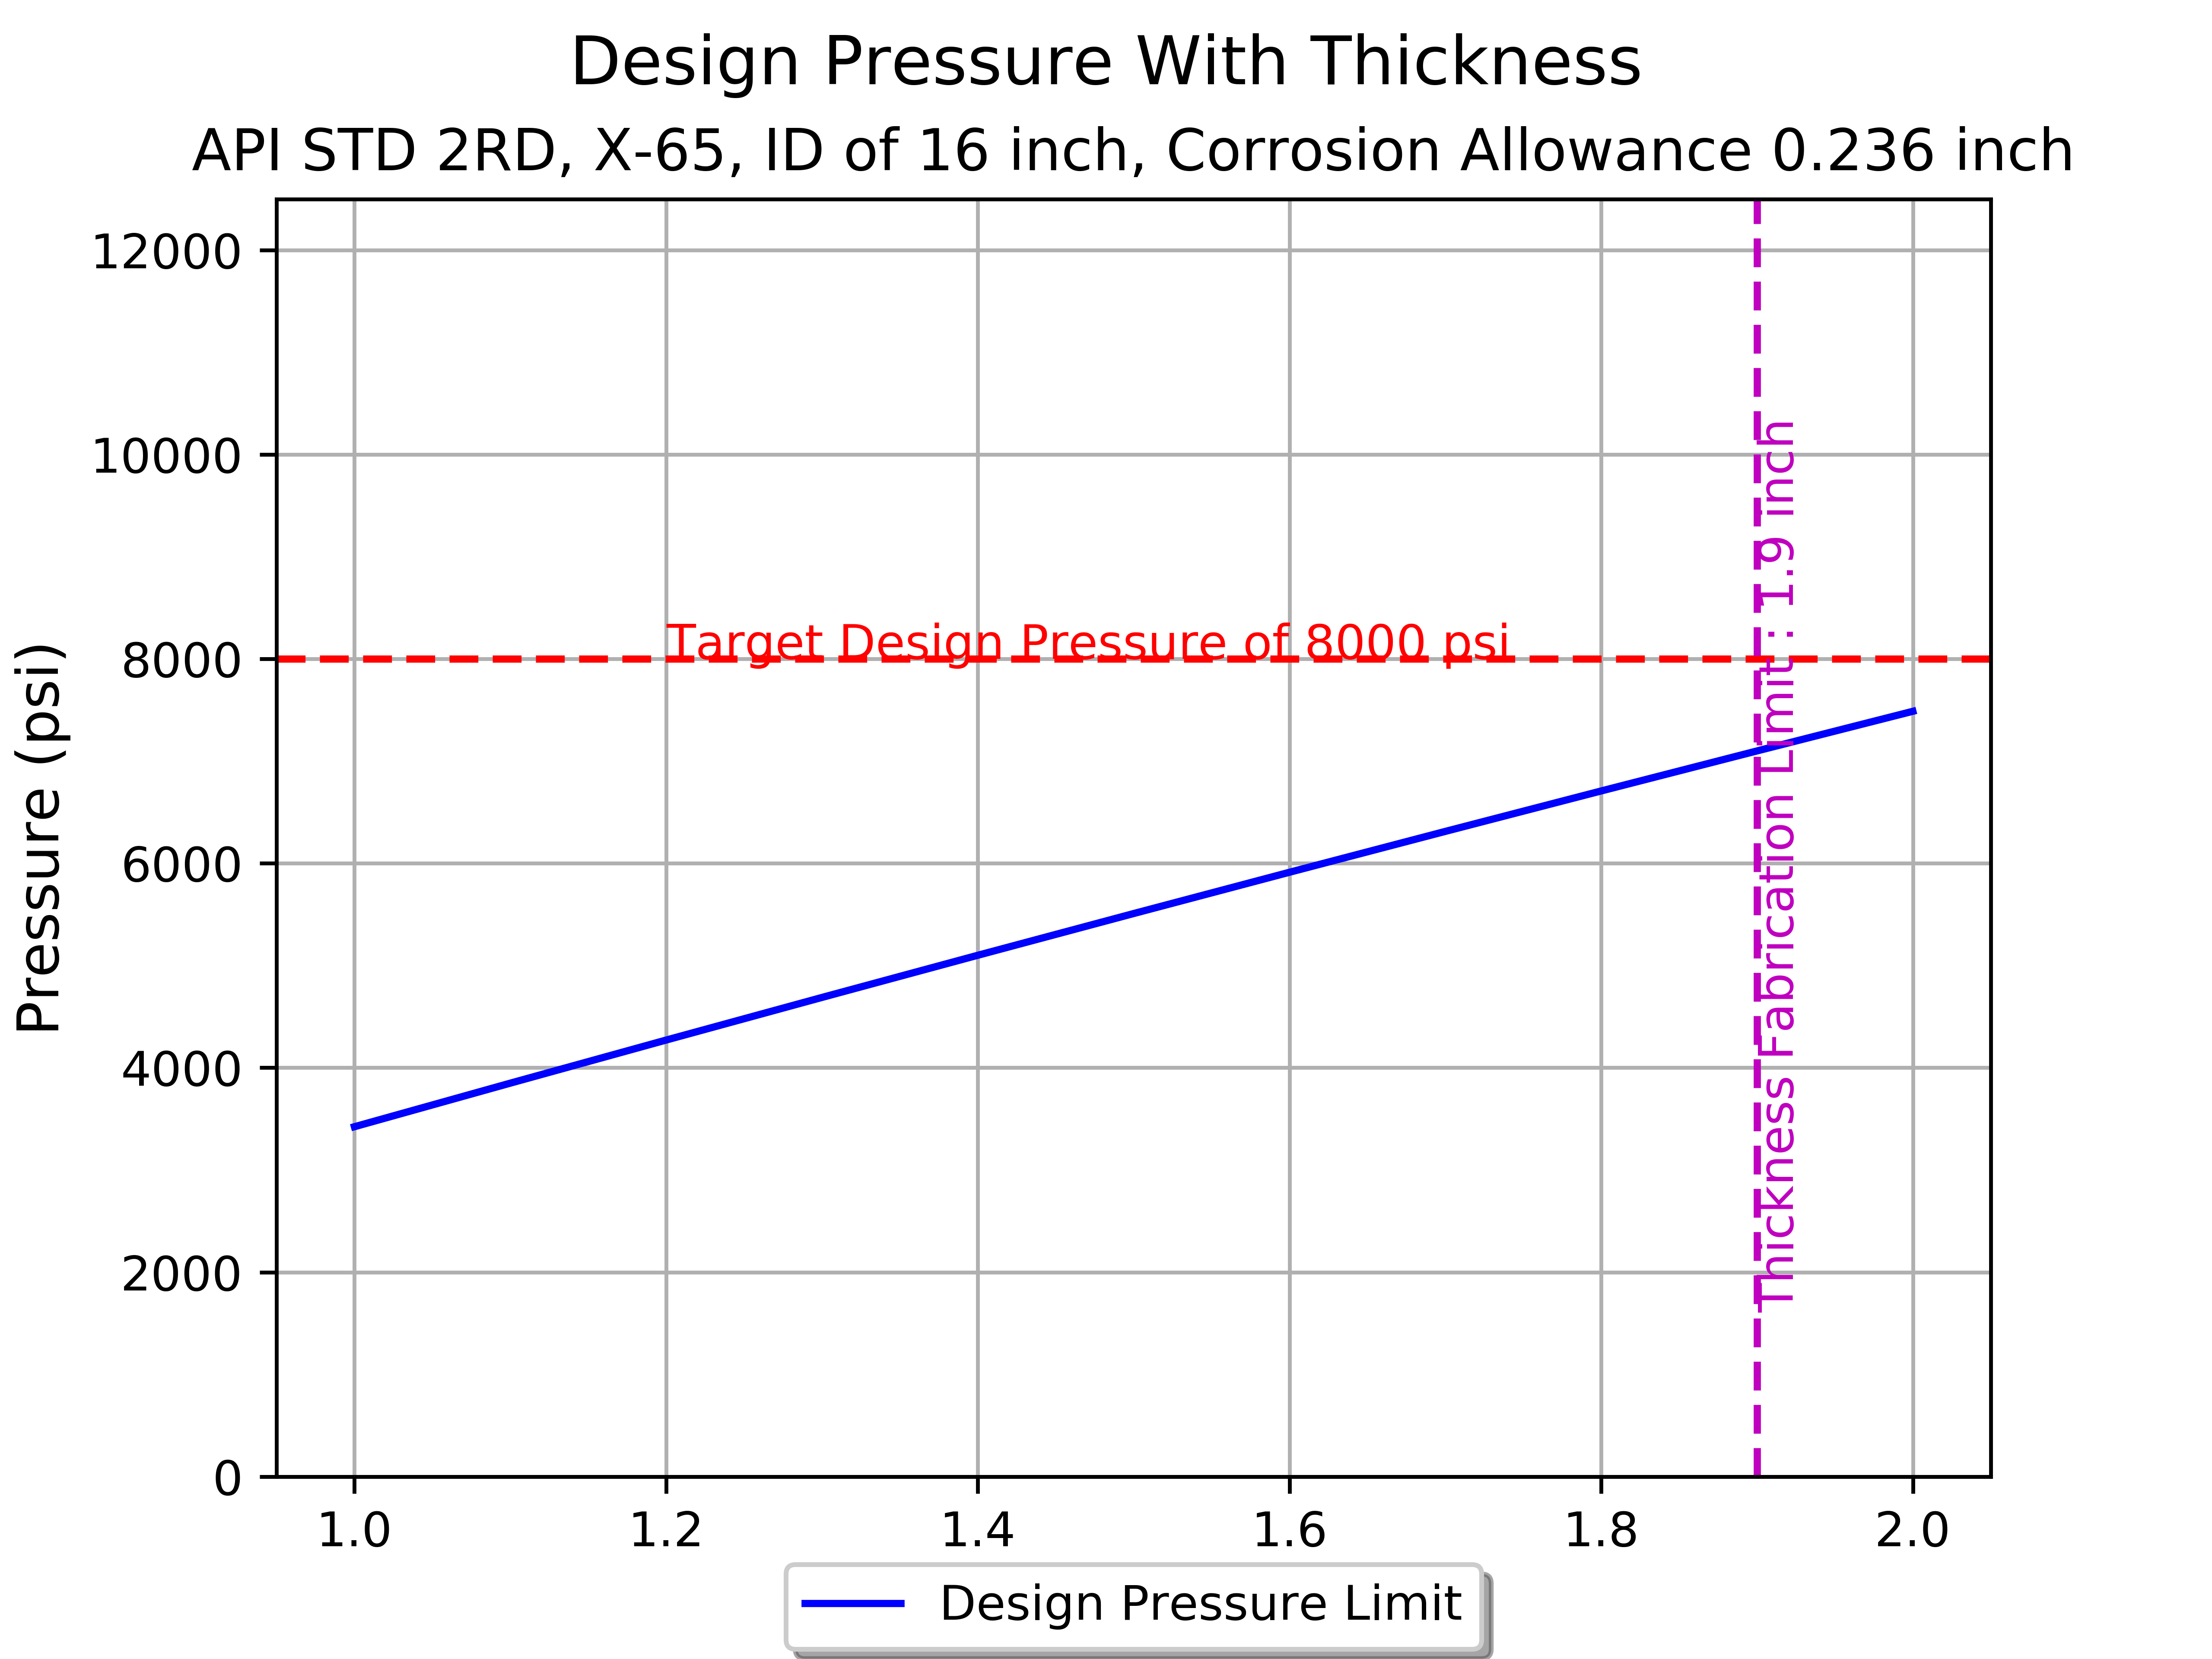 Design Pressure With Thickness
API STD 2RD, X-65, ID of 16 inch, Corrosion Allowance 0.236 inch
Pressure (psi)
12000
10000
8000
6000
4000
2000
0
Target Design Pressure of 8000 psi
Thickness Fabrication Limit : 1.9 inch
1.0 1.2 1.4 1.6 1.8 2.0
Design Pressure Limit